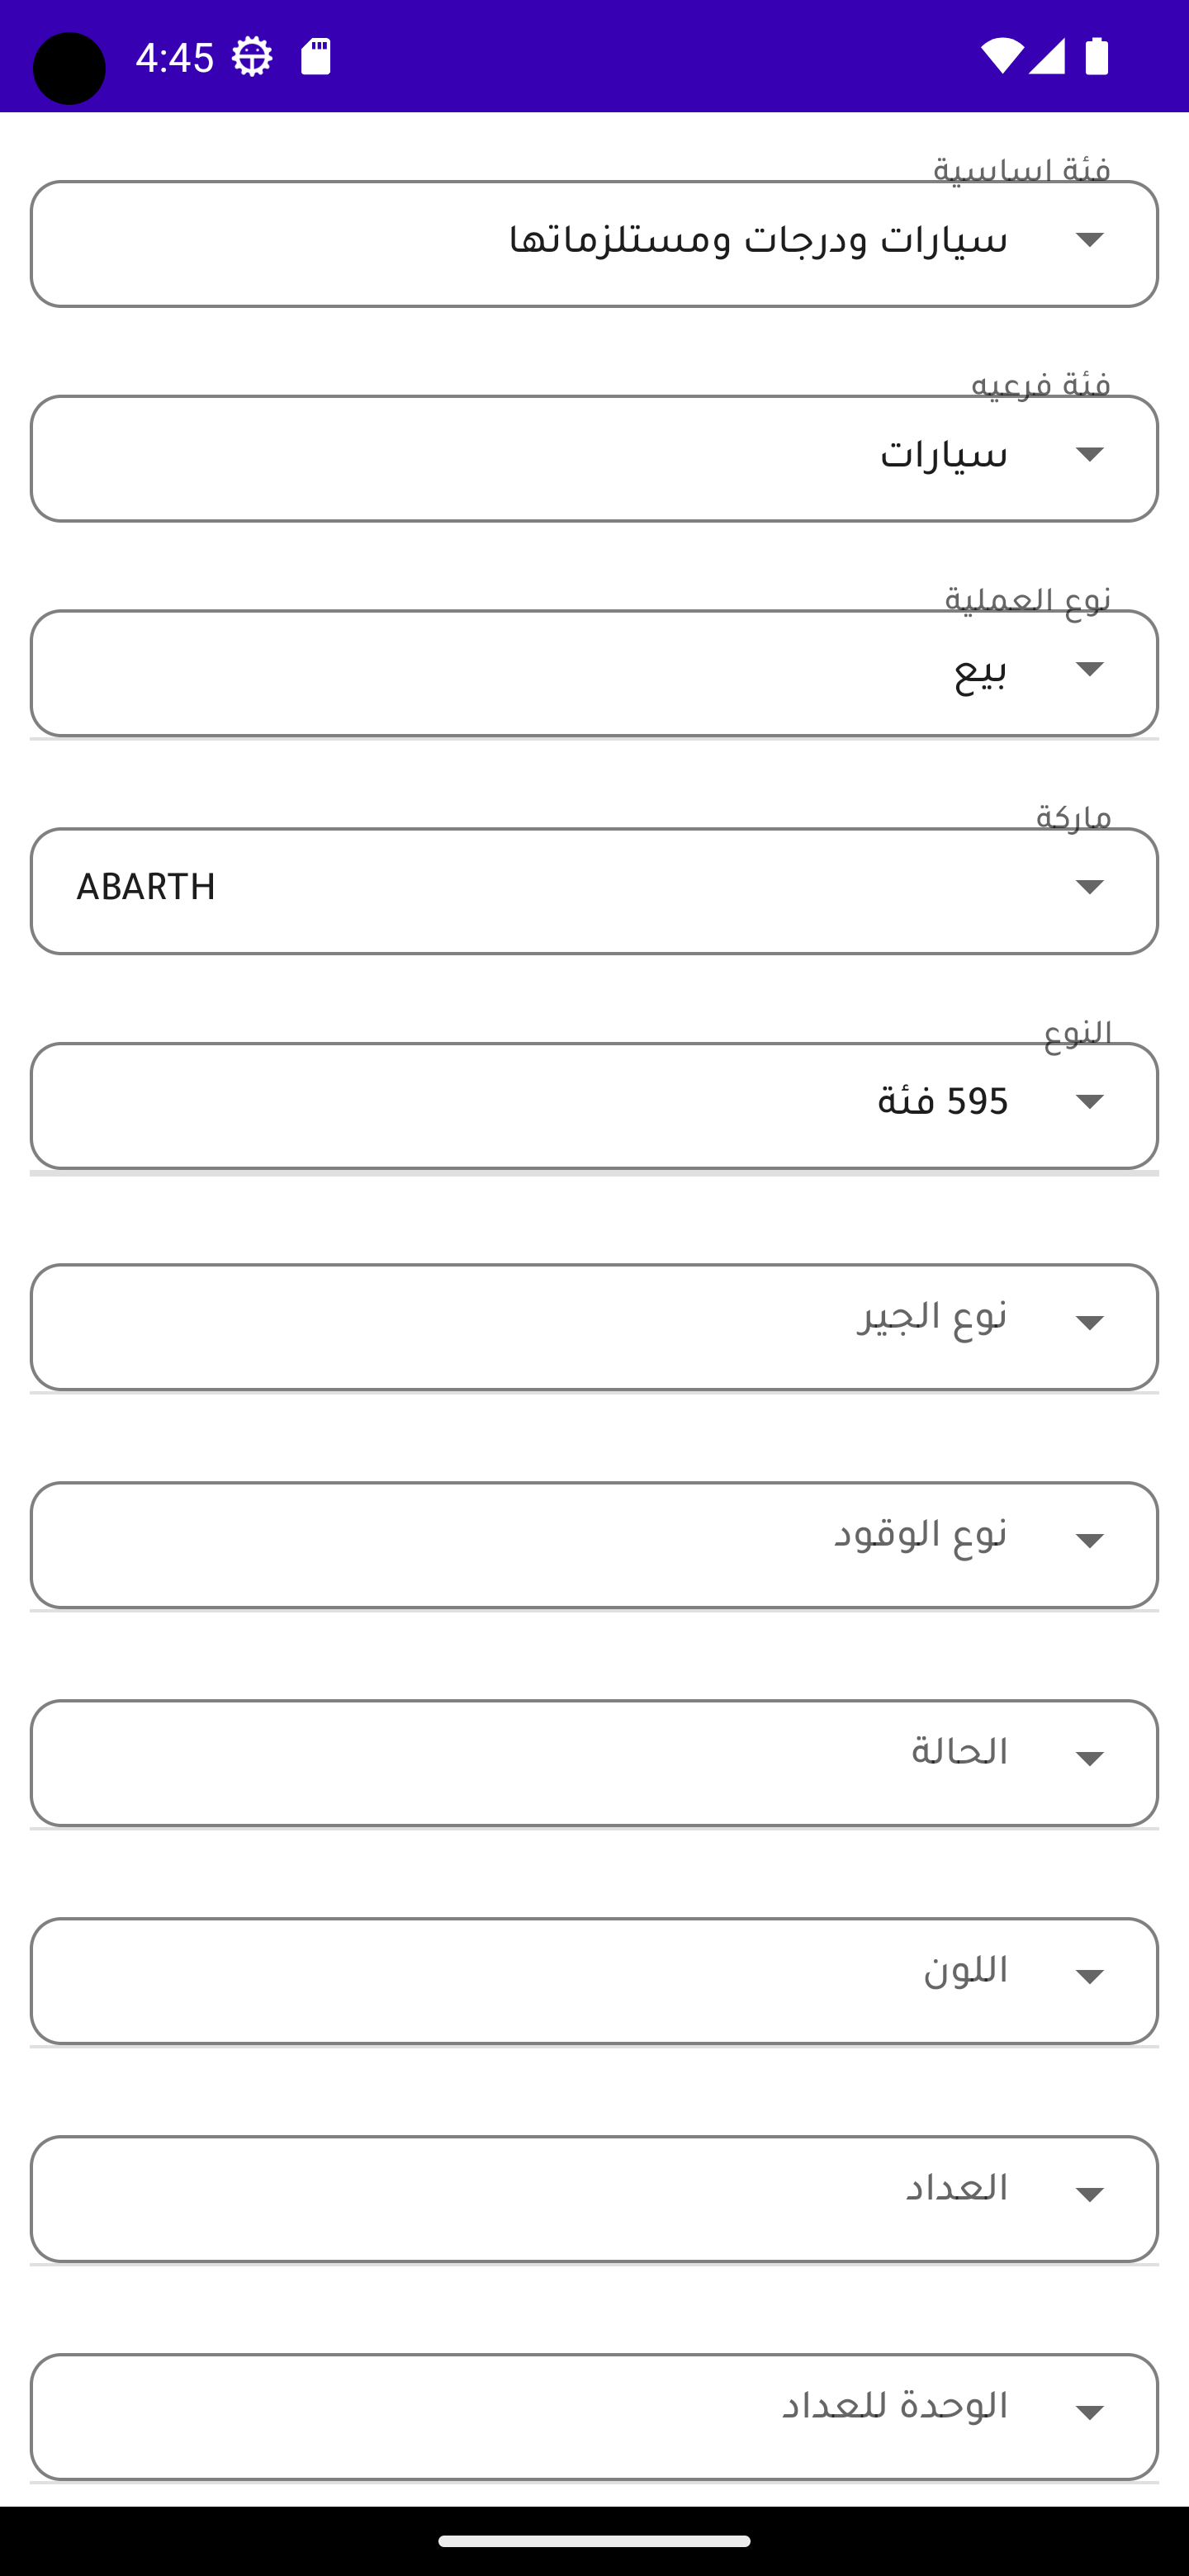 4:45
فئة اساسية
سيارات ودرجات ومستلزماتها
فئة فرعيه
سيارات
نوع العملية
بيع
ماركة
ABARTH
النوع
595 فئة
نوع الجير
نوع الوقود
الحالة
اللون
العداد
الوحدة للعداد